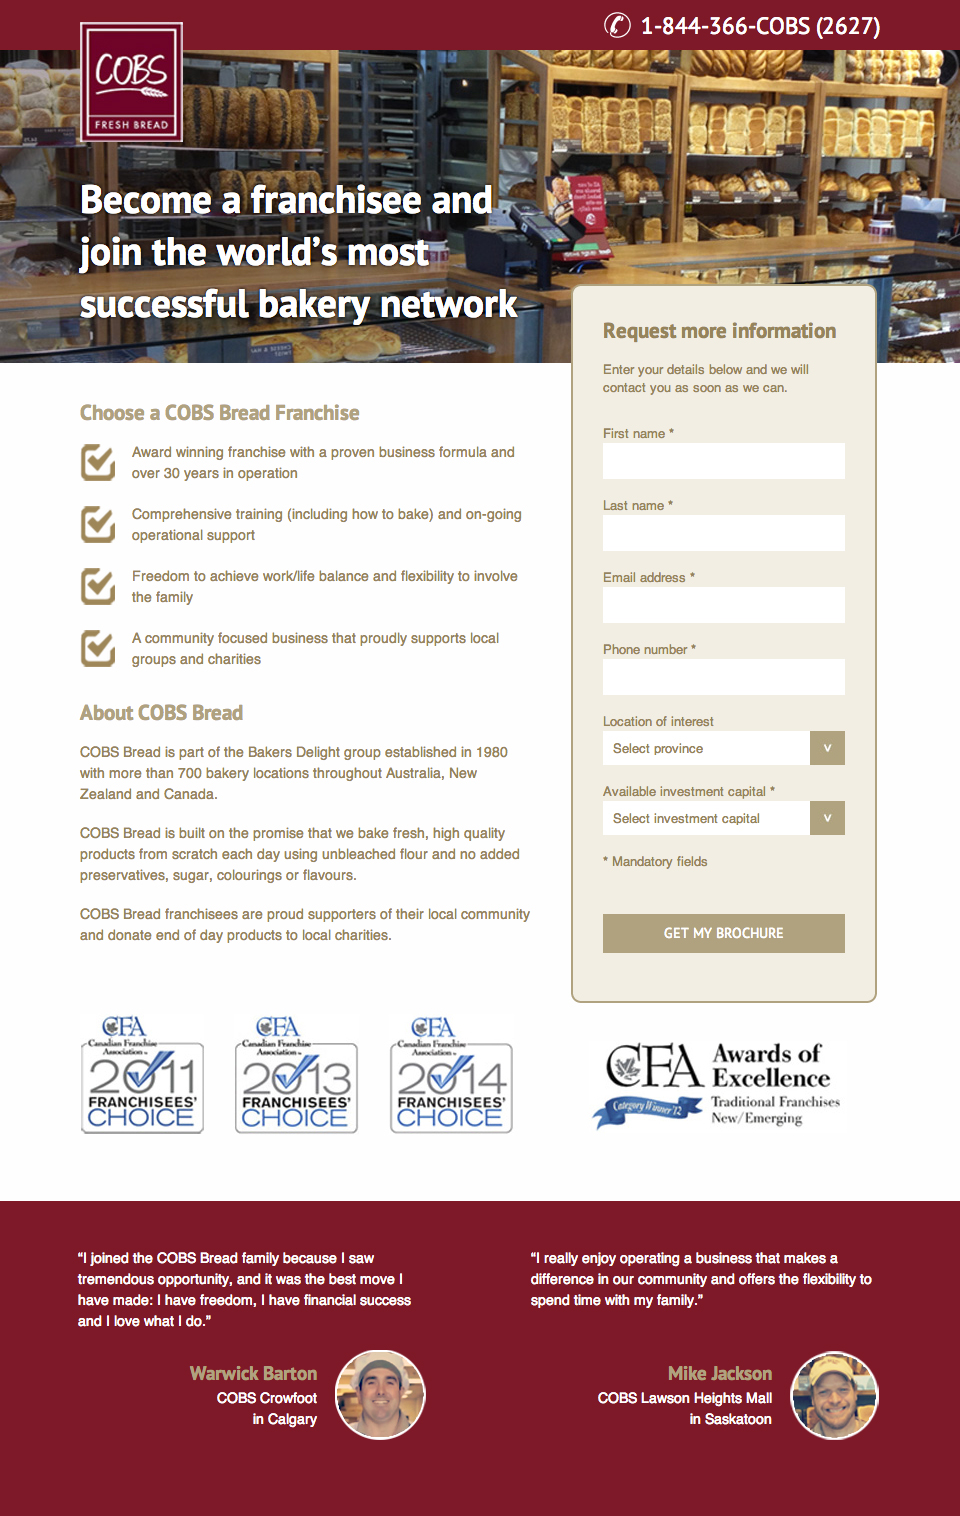 1-844-366-COBS (2627)
COBS
FRESH BREAD
Become a franchisee and
join the world’s most
successful bakery network
Choose a COBS Bread Franchise
Award winning franchise with a proven business formula and
over 30 years in operation
Comprehensive training (including how to bake) and on-going
operational support
Freedom to achieve work/life balance and flexibility to involve
the family
A community focused business that proudly supports local
groups and charities
About COBS Bread
COBS Bread is part of the Bakers Delight group established in 1980
with more than 700 bakery locations throughout Australia, New
Zealand and Canada.
COBS Bread is built on the promise that we bake fresh, high quality
products from scratch each day using unbleached flour and no added
preservatives, sugar, colourings or flavours.
COBS Bread franchisees are proud supporters of their local community
and donate end of day products to local charities.
Request more information
Enter your details below and we will
contact you as soon as we can.
First name *
Last name *
Email address *
Phone number *
Location of interest
Select province
Available investment capital *
Select investment capital
* Mandatory fields
GET MY BROCHURE
CFA
Canadian Franchise
Association
2011
FRANCHISEES’
CHOICE
CFA
Canadian Franchise
Association
2013
FRANCHISEES’
CHOICE
CFA
Canadian Franchise
Association
2014
FRANCHISEES’
CHOICE
CFA
Category Winner '12
Awards of
Excellence
Traditional Franchises
New/Emerging
“I joined the COBS Bread family because I saw
tremendous opportunity, and it was the best move I
have made: I have freedom, I have financial success
and I love what I do.”
Warwick Barton
COBS Crowfoot
in Calgary
“I really enjoy operating a business that makes a
difference in our community and offers the flexibility to
spend time with my family.”
Mike Jackson
COBS Lawson Heights Mall
in Saskatoon